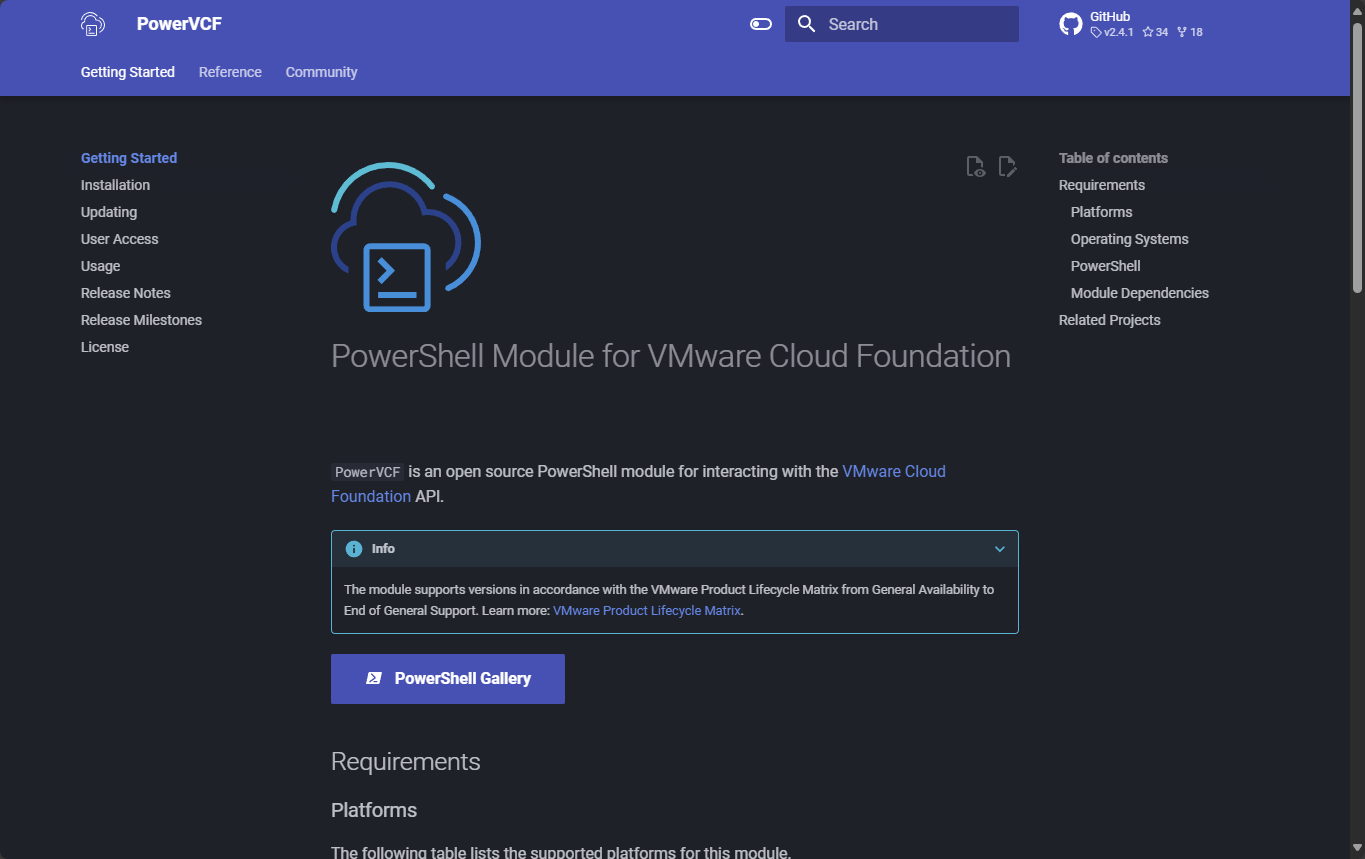 PowerVCF
Search
GitHub
v2.4.1 34 18
Getting Started Reference Community
Getting Started
Installation
Updating
User Access
Usage
Release Notes
Release Milestones
License
PowerShell Module for VMware Cloud Foundation
PowerVCF is an open source PowerShell module for interacting with the VMware Cloud
Foundation API.
Info
The module supports versions in accordance with the VMware Product Lifecycle Matrix from General Availability to
End of General Support. Learn more: VMware Product Lifecycle Matrix.
PowerShell Gallery
Requirements
Platforms
The following table lists the supported platforms for this module.
Table of contents
Requirements
Platforms
Operating Systems
PowerShell
Module Dependencies
Related Projects